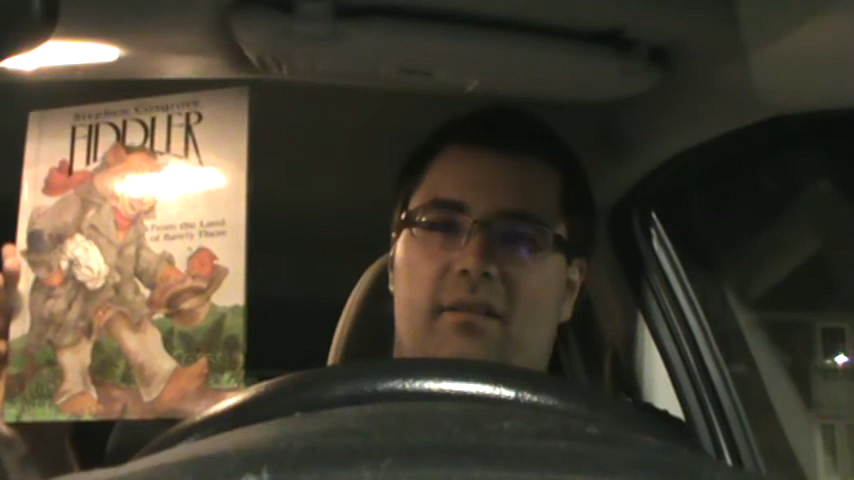 Stephen Cosgrove
FIDDLER
From the Land
of Barely There